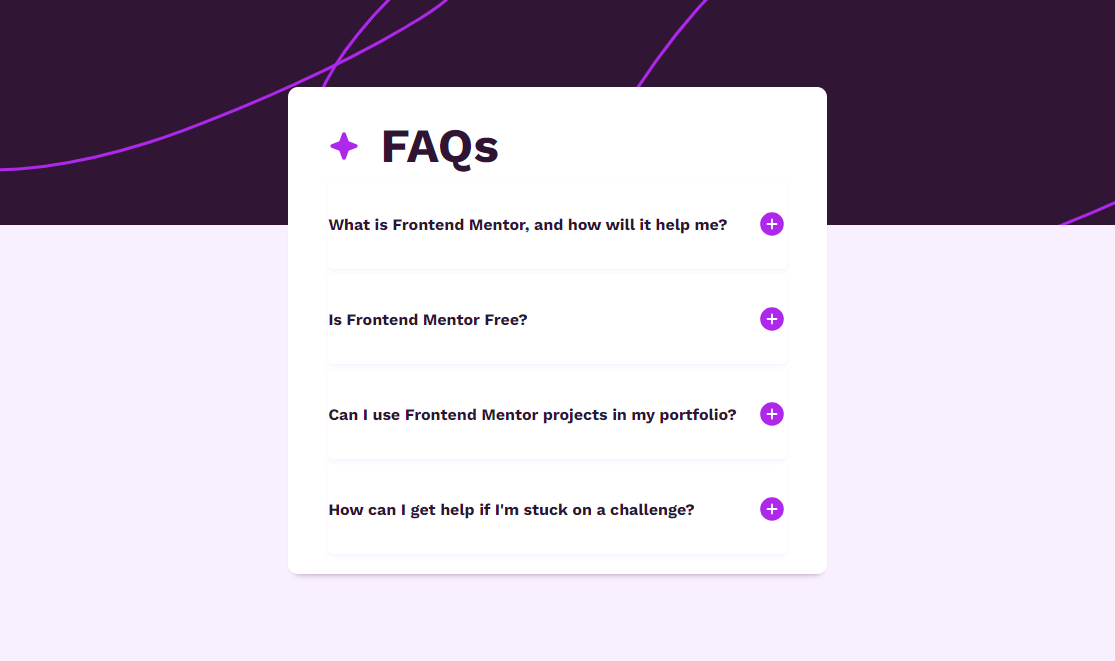 FAQs
What is Frontend Mentor, and how will it help me?
Is Frontend Mentor Free?
Can I use Frontend Mentor projects in my portfolio?
How can I get help if I'm stuck on a challenge?